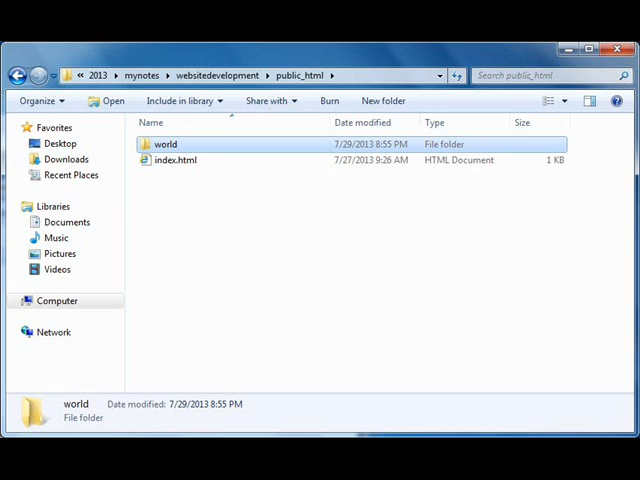 « 2013 ▸ mynotes ▸ websitedevelopment ▸ public_html ▸
Search public_html
Organize Open Include in library Share with Burn New folder
Name Date modified Type Size
Favorites
Desktop
Downloads
Recent Places
Libraries
Documents
Music
Pictures
Videos
Computer
Network
world 7/29/2013 8:55 PM File folder
index.html 7/27/2013 9:26 AM HTML Document 1 KB
world Date modified: 7/29/2013 8:55 PM
File folder